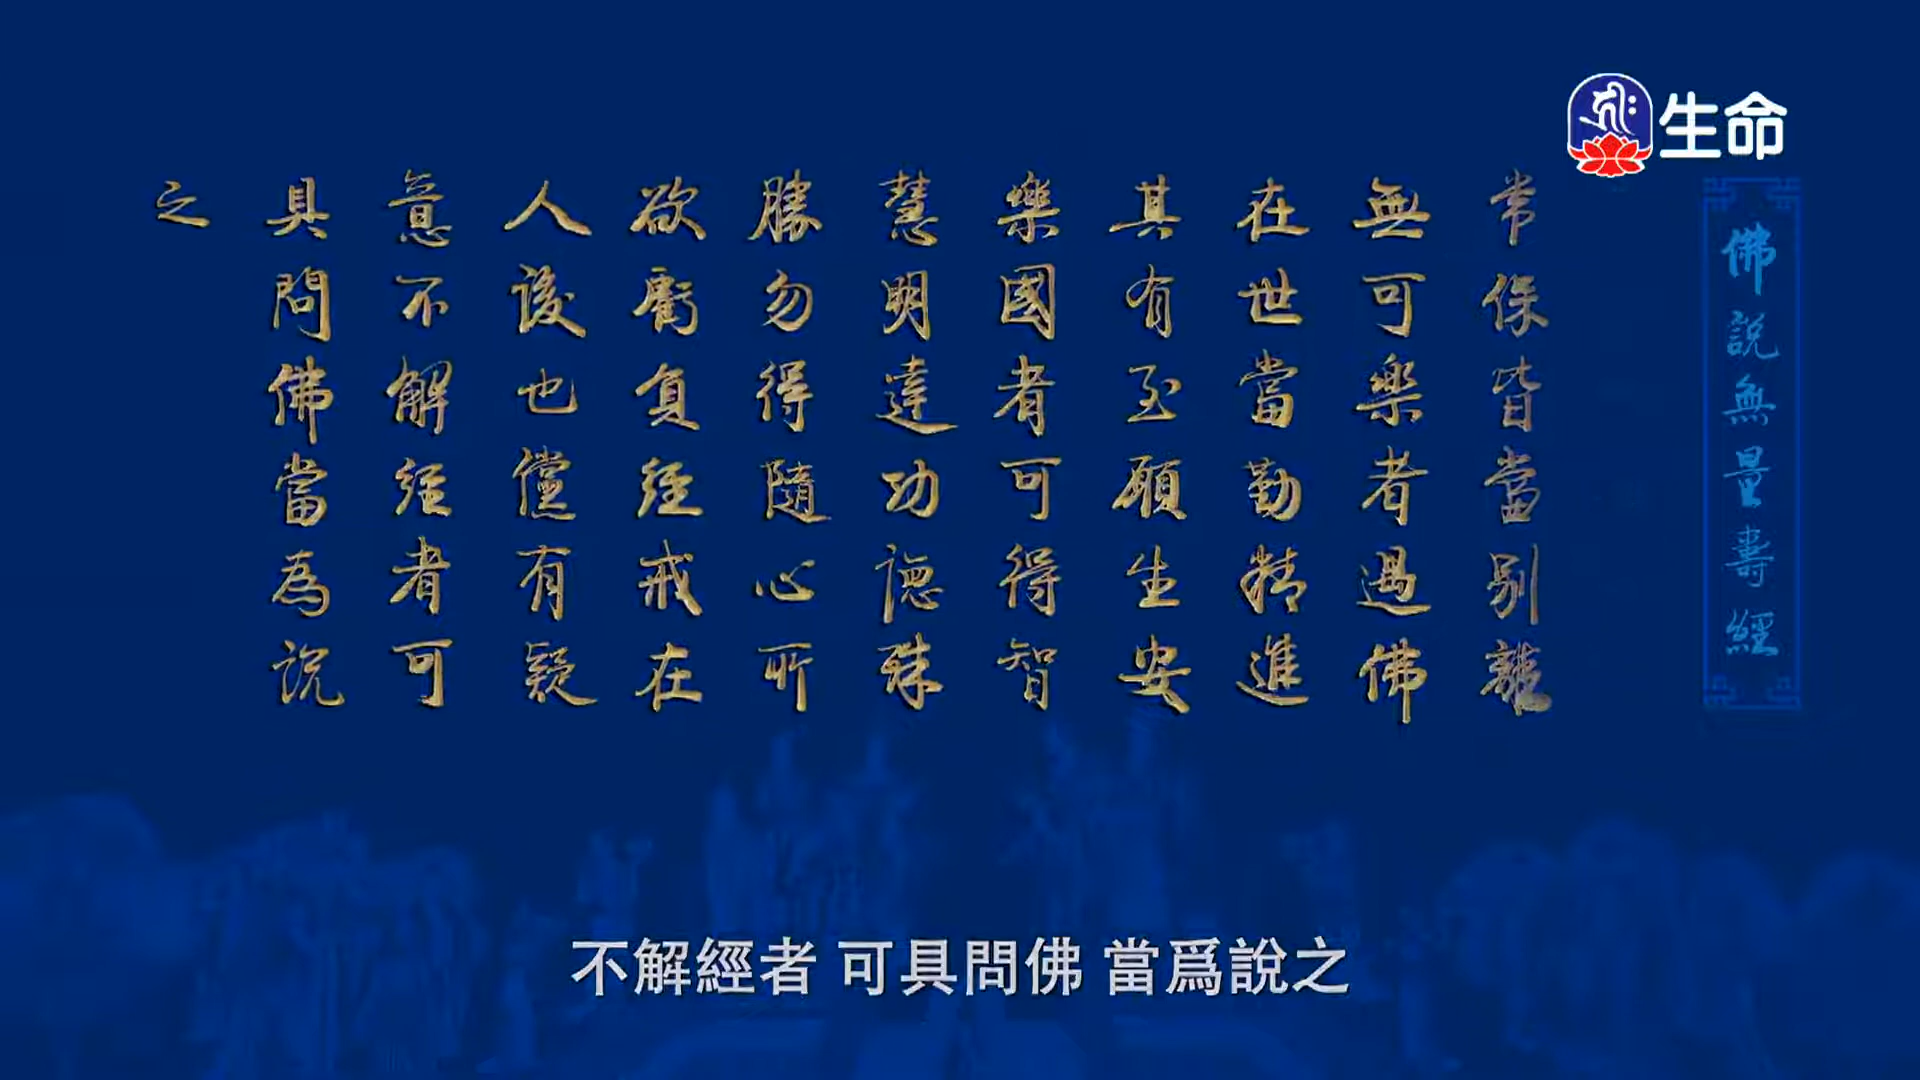 生命
佛說無量壽經
常保皆當別離
無可樂者遇佛
在世當勤精進
其有至願生安
樂國者可得智
慧明達功德殊
勝勿得隨心所
欲虧負經戒在
人後也儻有疑
意不解經者可
具問佛當為說
之
不解經者 可具問佛 當爲說之